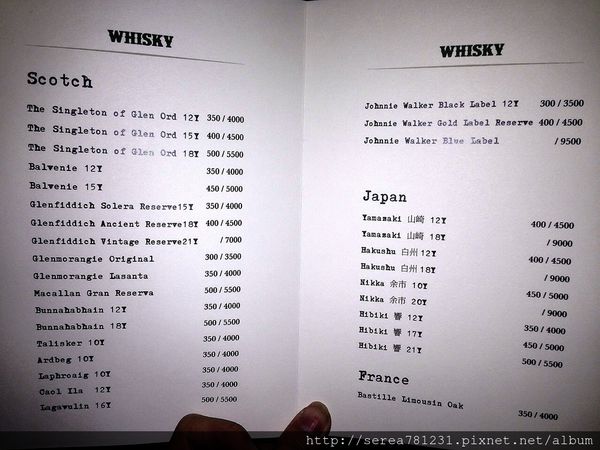 WHISKY
Scotch
The Singleton of Glen Ord 12Y 350 / 4000
The Singleton of Glen Ord 15Y 400 / 4500
The Singleton of Glen Ord 18Y 500 / 5500
Balvenie 12Y 350 / 4000
Balvenie 15Y 450 / 5000
Glenfiddich Solera Reserve15Y 350 / 4000
Glenfiddich Ancient Reserve18Y 400 / 4500
Glenfiddich Vintage Reserve21Y / 7000
Glenmorangie Original 300 / 3500
Glenmorangie Lasanta 350 / 4000
Macallan Gran Reserva 500 / 5500
Bunnahabhain 12Y 350 / 4000
Bunnahabhain 18Y 500 / 5500
Talisker 10Y 350 / 4000
Ardbeg 10Y 350 / 4000
Laphroaig 10Y 350 / 4000
Caol Ila 12Y 350 / 4000
Lagavulin 16Y 500 / 5500
WHISKY
Johnnie Walker Black Label 12Y 300 / 3500
Johnnie Walker Gold Label Reserve 400 / 4500
Johnnie Walker Blue Label / 9500
Japan
Yamazaki 山崎 12Y 400 / 4500
Yamazaki 山崎 18Y / 9000
Hakushu 白州 12Y 400 / 4500
Hakushu 白州 18Y / 9000
Nikka 余市 10Y 450 / 5000
Nikka 余市 20Y / 9000
Hibiki 響 12Y 350 / 4000
Hibiki 響 17Y 450 / 5000
Hibiki 響 21Y 500 / 5500
France
Bastille Limousin Oak 350 / 4000
http://serea781231.pixnet.net/album